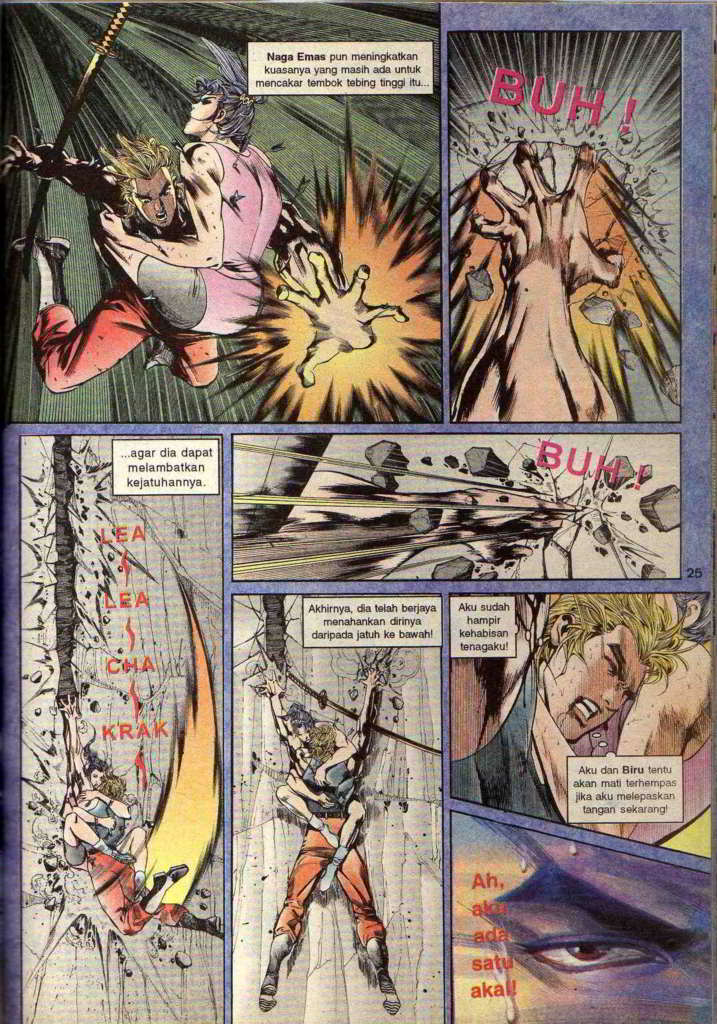 Naga Emas pun meningkatkan
kuasanya yang masih ada untuk
mencakar tembok tebing tinggi itu...
BUH!
...agar dia dapat
melambatkan
kejatuhannya.
LEA
LEA
CHA
KRAK
BUH!
25
Akhirnya, dia telah berjaya
menahankan dirinya
daripada jatuh ke bawah!
Aku sudah
hampir
kehabisan
tenagaku!
Aku dan Biru tentu
akan mati terhempas
jika aku melepaskan
tangan sekarang!
Ah,
aku
ada
satu
akal!